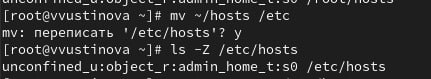 [root@vvustinova ~]# mv ~/hosts /etc
mv: переписать '/etc/hosts'? y
[root@vvustinova ~]# ls -Z /etc/hosts
unconfined_u:object_r:admin_home_t:s0 /etc/hosts